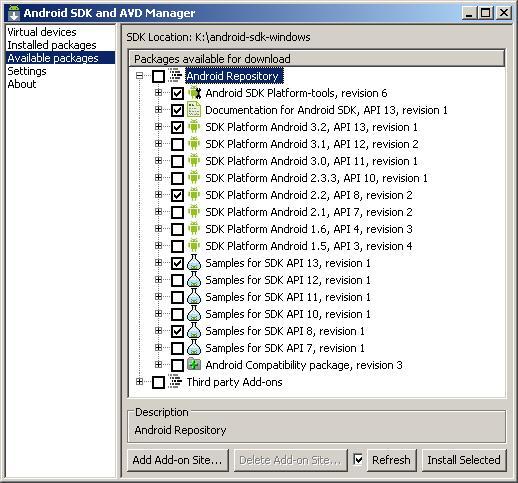 Android SDK and AVD Manager
Virtual devices
Installed packages
Available packages
Settings
About
SDK Location: K:\android-sdk-windows
Packages available for download
Android Repository
Android SDK Platform-tools, revision 6
Documentation for Android SDK, API 13, revision 1
SDK Platform Android 3.2, API 13, revision 1
SDK Platform Android 3.1, API 12, revision 2
SDK Platform Android 3.0, API 11, revision 1
SDK Platform Android 2.3.3, API 10, revision 1
SDK Platform Android 2.2, API 8, revision 2
SDK Platform Android 2.1, API 7, revision 2
SDK Platform Android 1.6, API 4, revision 3
SDK Platform Android 1.5, API 3, revision 4
Samples for SDK API 13, revision 1
Samples for SDK API 12, revision 1
Samples for SDK API 11, revision 1
Samples for SDK API 10, revision 1
Samples for SDK API 8, revision 1
Samples for SDK API 7, revision 1
Android Compatibility package, revision 3
Third party Add-ons
Description
Android Repository
Add Add-on Site... Delete Add-on Site... Refresh Install Selected